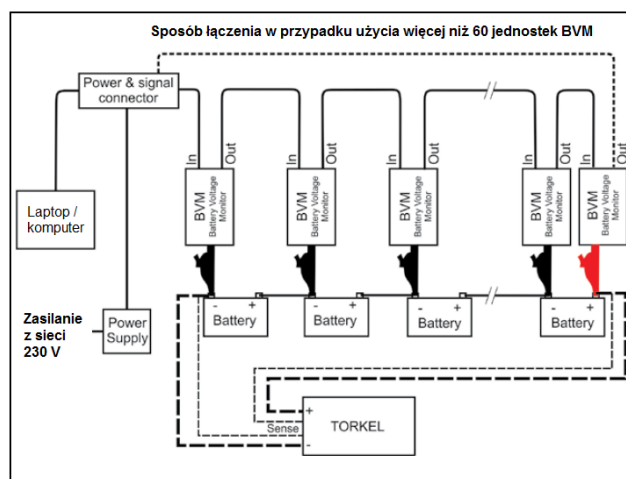 Sposób łączenia w przypadku użycia więcej niż 60 jednostek BVM
Power & signal
connector
In
Out
In
Out
In
Out
In
Out
In
Out
BVM
Battery Voltage
Monitor
BVM
Battery Voltage
Monitor
BVM
Battery Voltage
Monitor
BVM
Battery Voltage
Monitor
BVM
Battery Voltage
Monitor
Laptop /
komputer
- +
Battery
- +
Battery
- +
Battery
- +
Battery
Zasilanie
z sieci
230 V
Power
Supply
+
Sense
-
TORKEL